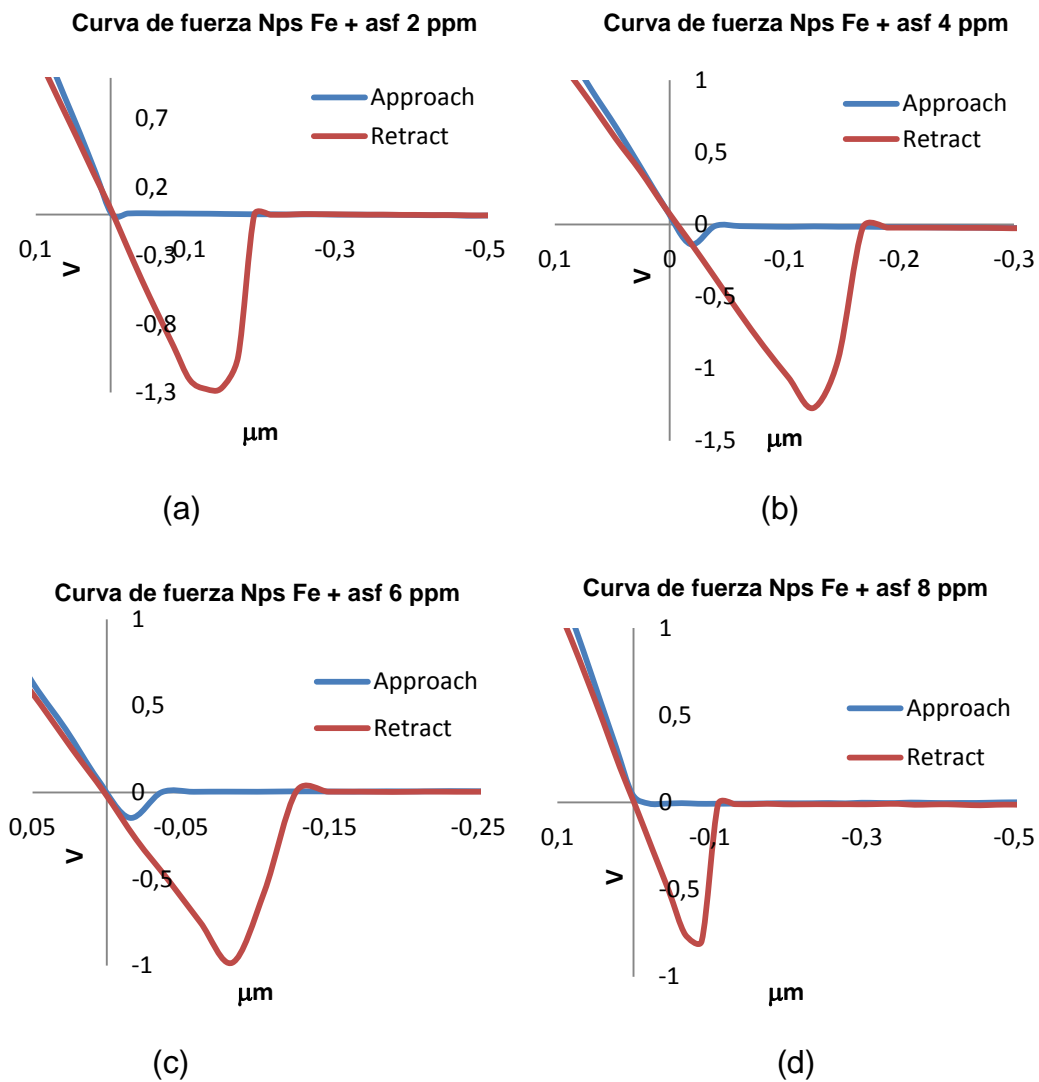 Curva de fuerza Nps Fe + asf 2 ppm
Approach
Retract
0,7
0,2
0,1
-0,1
-0,3
-0,5
-0,3
-0,8
-1,3
V
μm
(a)
Curva de fuerza Nps Fe + asf 4 ppm
1
Approach
Retract
0,5
0
0,1
0
-0,1
-0,2
-0,3
V
-0,5
-1
-1,5
μm
(b)
Curva de fuerza Nps Fe + asf 6 ppm
1
Approach
Retract
0,5
0
0,05
-0,05
-0,15
-0,25
V
-0,5
-1
μm
(c)
Curva de fuerza Nps Fe + asf 8 ppm
1
Approach
Retract
0,5
0
0,1
-0,1
-0,3
-0,5
V
-0,5
-1
μm
(d)